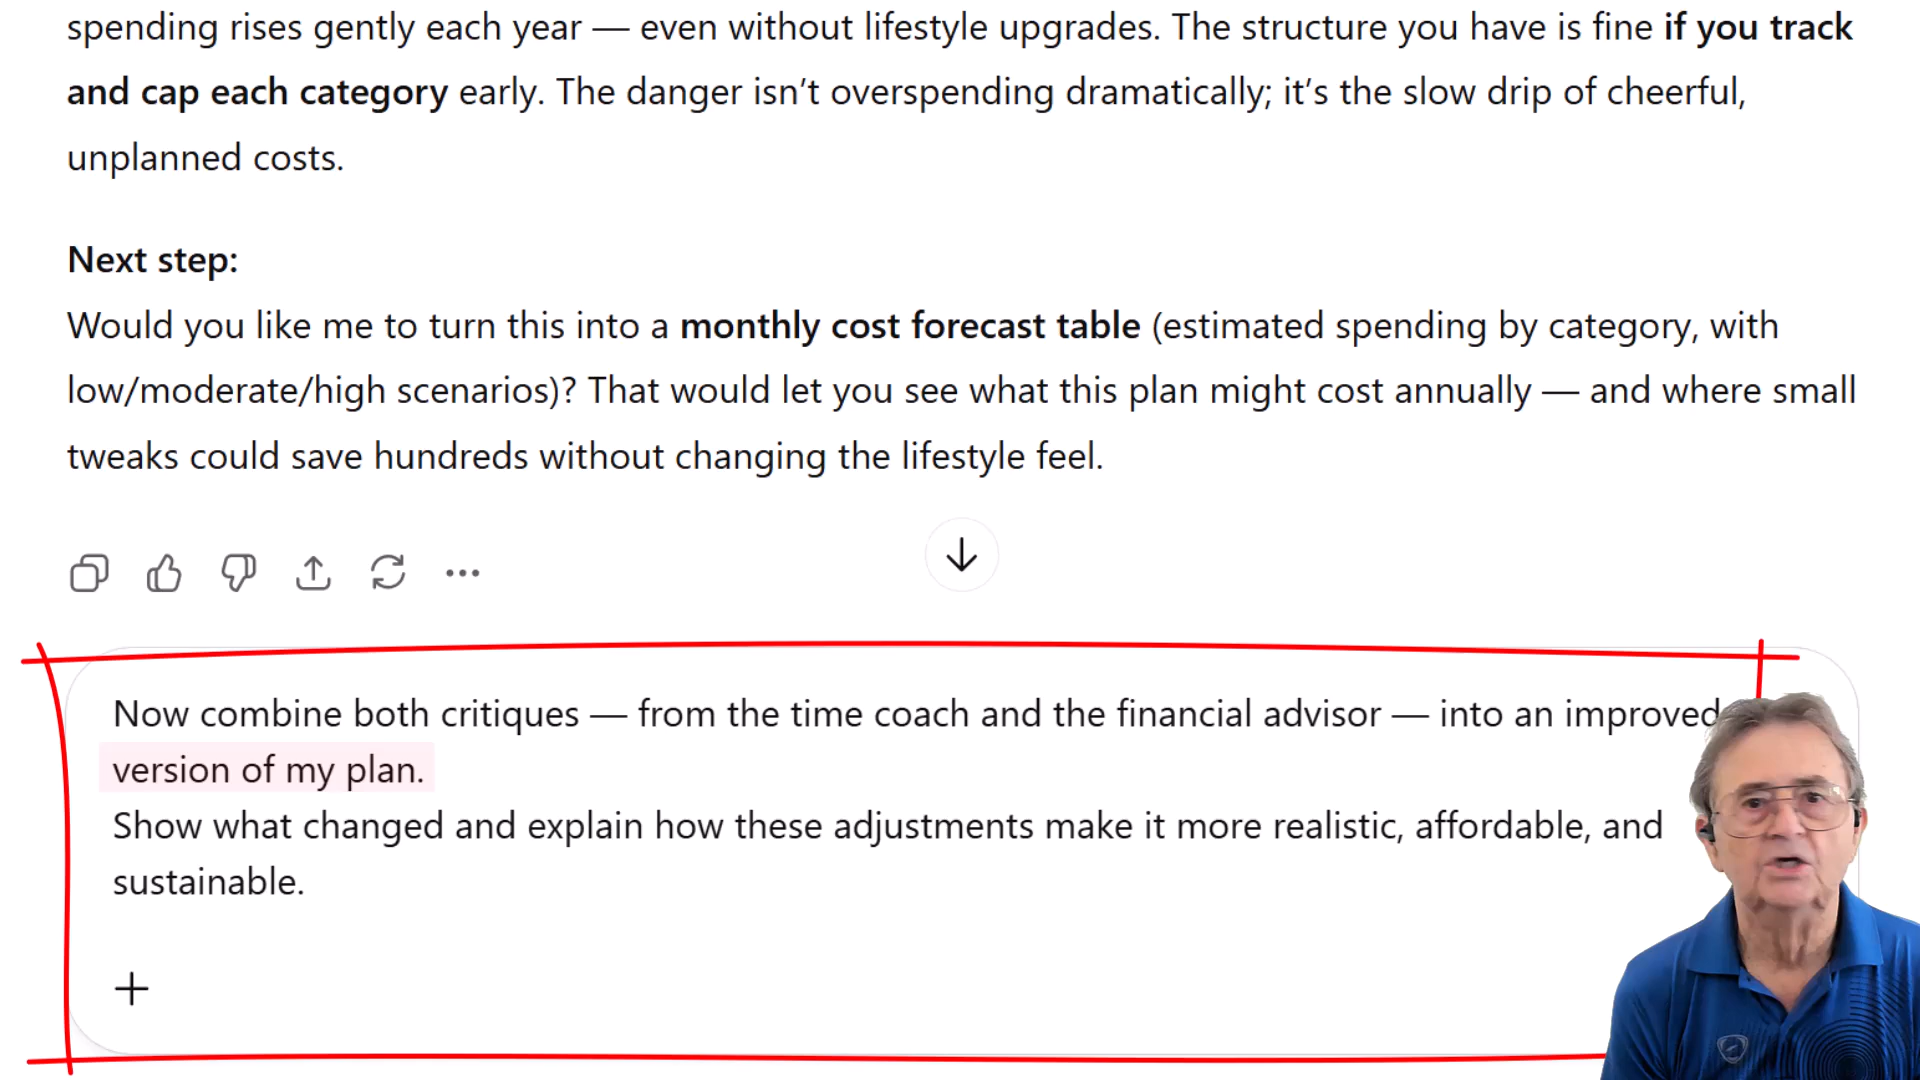 spending rises gently each year — even without lifestyle upgrades. The structure you have is fine if you track
and cap each category early. The danger isn’t overspending dramatically; it’s the slow drip of cheerful,
unplanned costs.
Next step:
Would you like me to turn this into a monthly cost forecast table (estimated spending by category, with
low/moderate/high scenarios)? That would let you see what this plan might cost annually — and where small
tweaks could save hundreds without changing the lifestyle feel.
Now combine both critiques — from the time coach and the financial advisor — into an improved
version of my plan.
Show what changed and explain how these adjustments make it more realistic, affordable, and
sustainable.